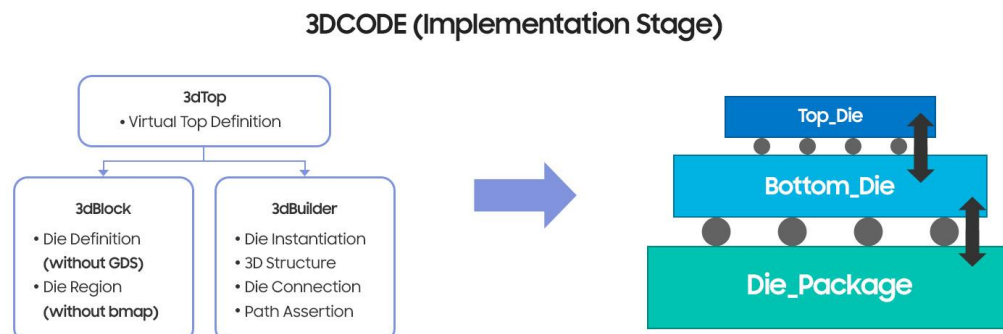 3DCODE (Implementation Stage)
3dTop
• Virtual Top Definition
3dBlock
• Die Definition
(without GDS)
• Die Region
(without bmap)
3dBuilder
• Die Instantiation
• 3D Structure
• Die Connection
• Path Assertion
Top_Die
Bottom_Die
Die_Package